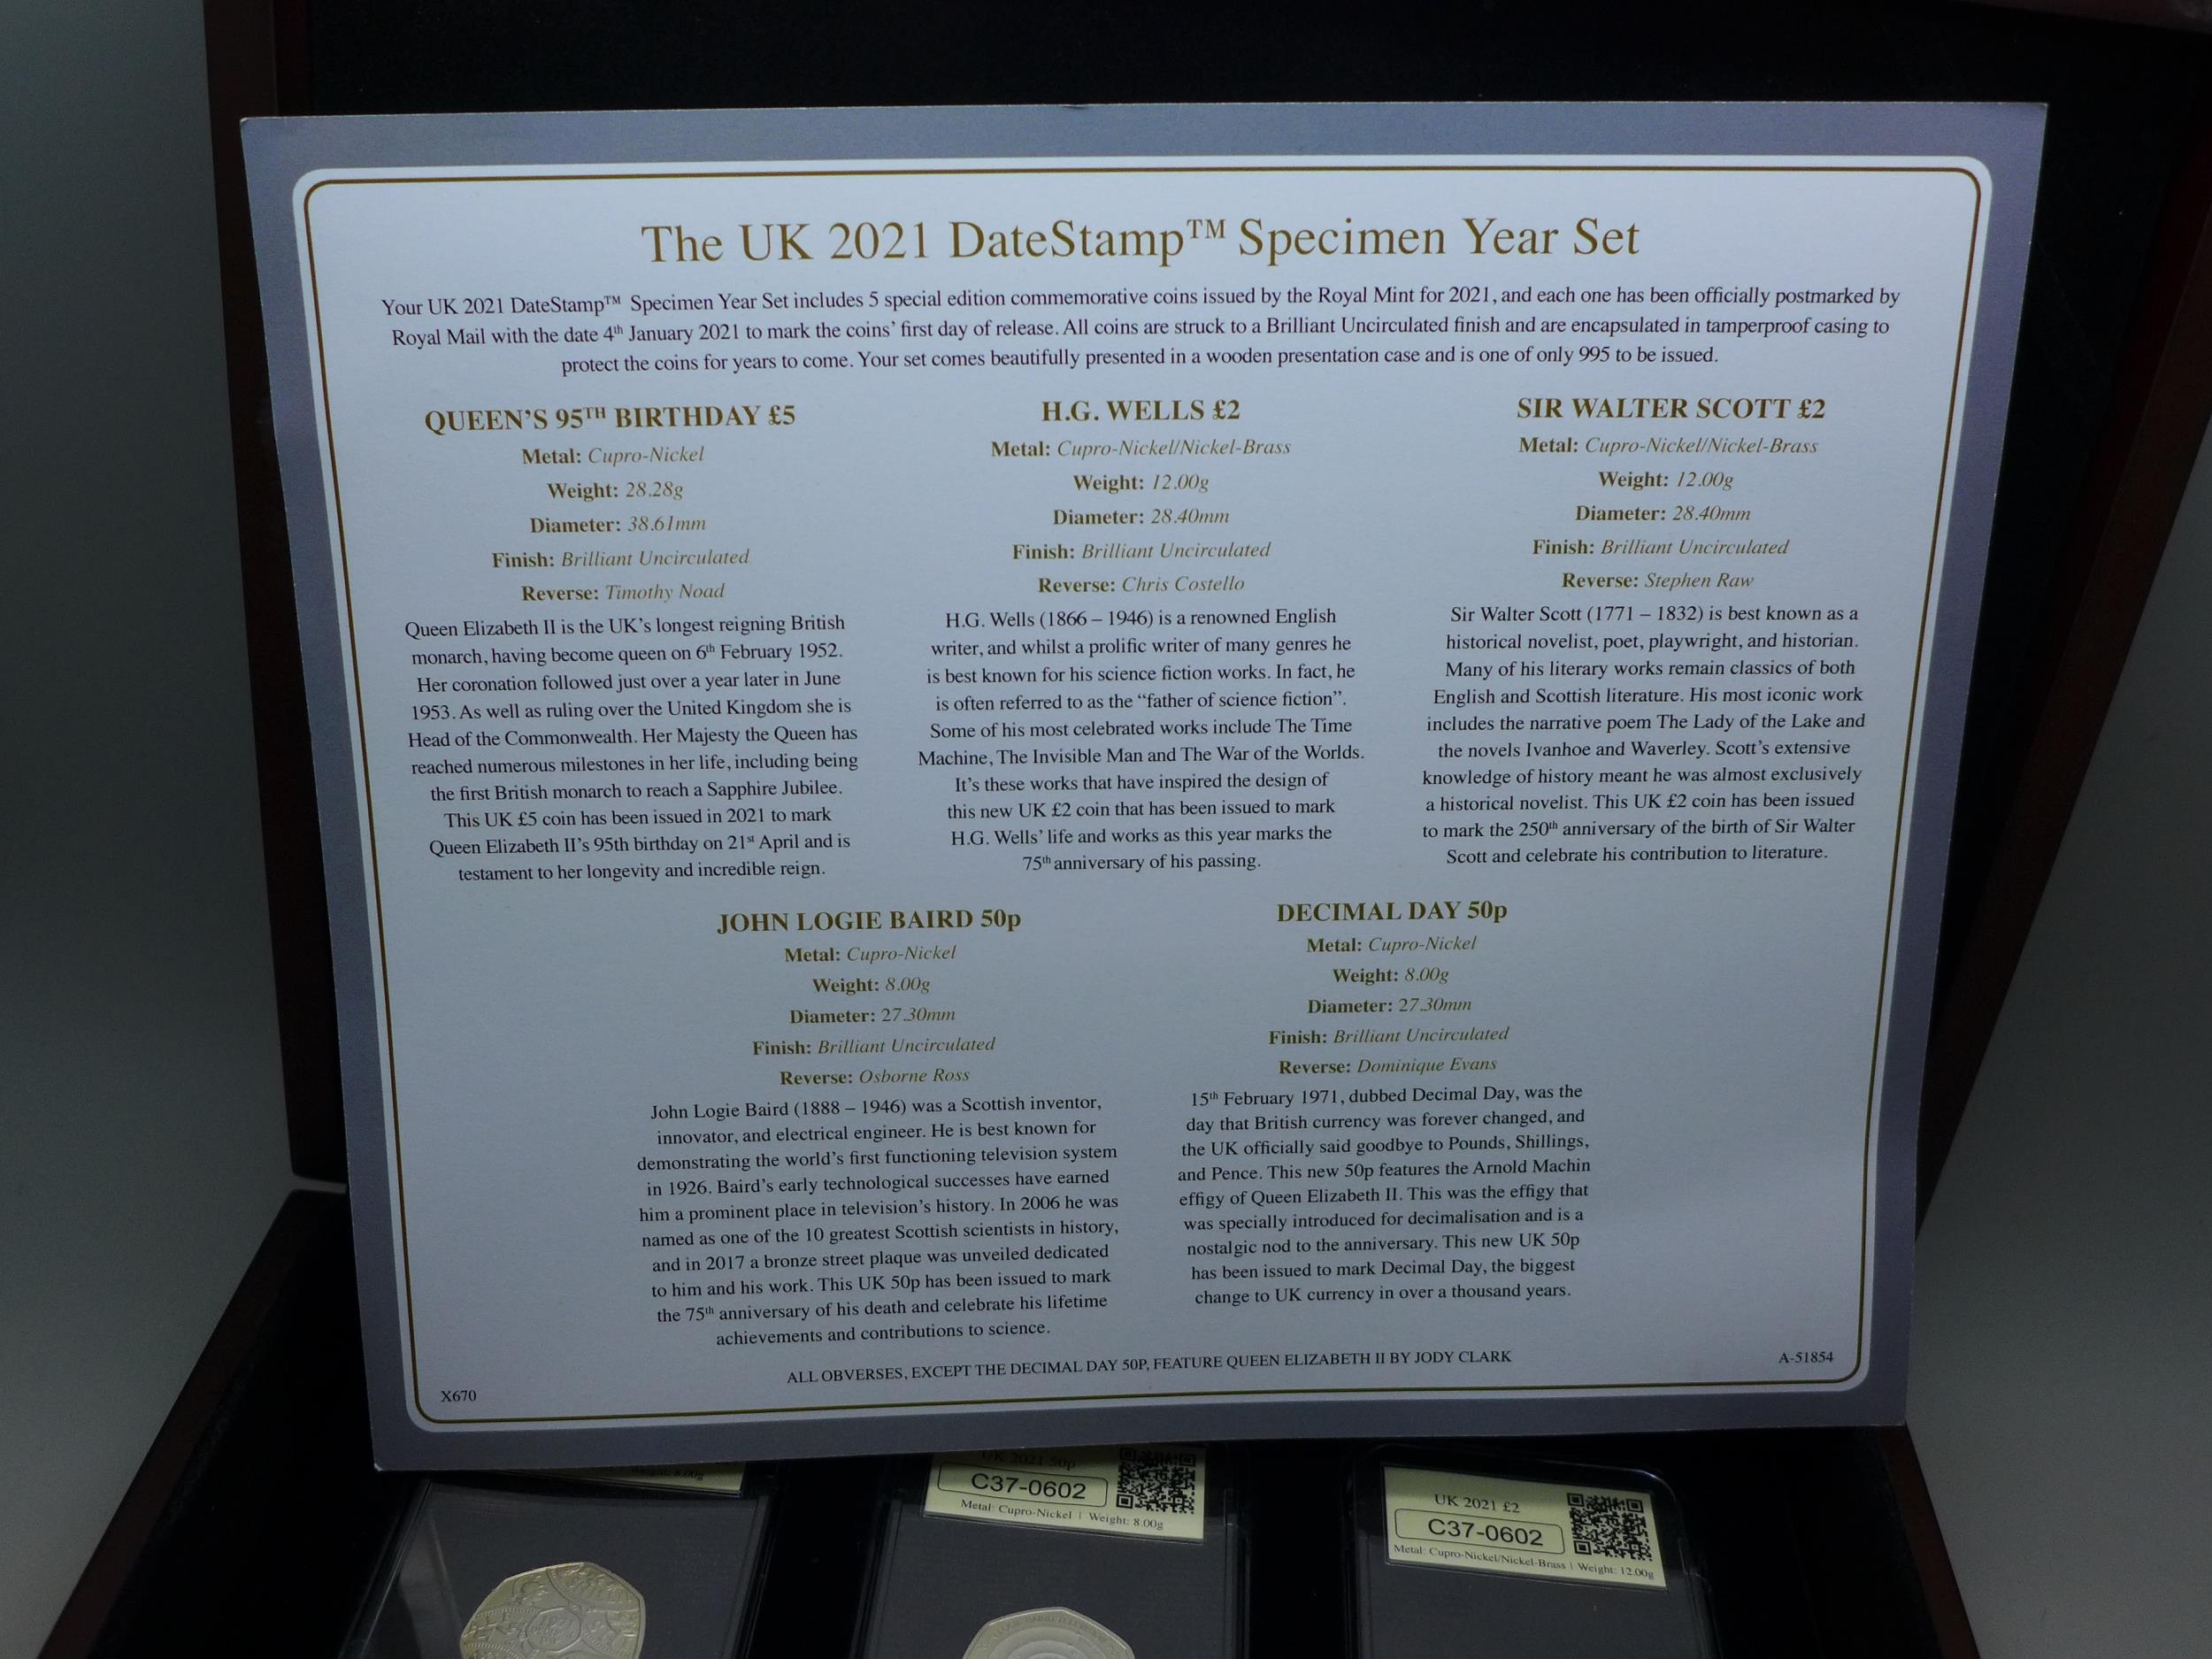 The UK 2021 DateStamp™ Specimen Year Set
Your UK 2021 DateStamp™ Specimen Year Set includes 5 special edition commemorative coins issued by the Royal Mint for 2021, and each one has been officially postmarked by
Royal Mail with the date 4th January 2021 to mark the coins' first day of release. All coins are struck to a Brilliant Uncirculated finish and are encapsulated in tamperproof casing to
protect the coins for years to come. Your set comes beautifully presented in a wooden presentation case and is one of only 995 to be issued.
QUEEN'S 95TH BIRTHDAY £5
Metal: Cupro-Nickel
Weight: 28.28g
Diameter: 38.61mm
Finish: Brilliant Uncirculated
Reverse: Timothy Noad
Queen Elizabeth II is the UK's longest reigning British
monarch, having become queen on 6th February 1952.
Her coronation followed just over a year later in June
1953. As well as ruling over the United Kingdom she is
Head of the Commonwealth. Her Majesty the Queen has
reached numerous milestones in her life, including being
the first British monarch to reach a Sapphire Jubilee.
This UK £5 coin has been issued in 2021 to mark
Queen Elizabeth II's 95th birthday on 21st April and is
testament to her longevity and incredible reign.
H.G. WELLS £2
Metal: Cupro-Nickel/Nickel-Brass
Weight: 12.00g
Diameter: 28.40mm
Finish: Brilliant Uncirculated
Reverse: Chris Costello
H.G. Wells (1866 – 1946) is a renowned English
writer, and whilst a prolific writer of many genres he
is best known for his science fiction works. In fact, he
is often referred to as the "father of science fiction".
Some of his most celebrated works include The Time
Machine, The Invisible Man and The War of the Worlds.
It's these works that have inspired the design of
this new UK £2 coin that has been issued to mark
H.G. Wells' life and works as this year marks the
75th anniversary of his passing.
SIR WALTER SCOTT £2
Metal: Cupro-Nickel/Nickel-Brass
Weight: 12.00g
Diameter: 28.40mm
Finish: Brilliant Uncirculated
Reverse: Stephen Raw
Sir Walter Scott (1771 – 1832) is best known as a
historical novelist, poet, playwright, and historian.
Many of his literary works remain classics of both
English and Scottish literature. His most iconic work
includes the narrative poem The Lady of the Lake and
the novels Ivanhoe and Waverley. Scott's extensive
knowledge of history meant he was almost exclusively
a historical novelist. This UK £2 coin has been issued
to mark the 250th anniversary of the birth of Sir Walter
Scott and celebrate his contribution to literature.
JOHN LOGIE BAIRD 50p
Metal: Cupro-Nickel
Weight: 8.00g
Diameter: 27.30mm
Finish: Brilliant Uncirculated
Reverse: Osborne Ross
John Logie Baird (1888 – 1946) was a Scottish inventor,
innovator, and electrical engineer. He is best known for
demonstrating the world's first functioning television system
in 1926. Baird's early technological successes have earned
him a prominent place in television's history. In 2006 he was
named as one of the 10 greatest Scottish scientists in history,
and in 2017 a bronze street plaque was unveiled dedicated
to him and his work. This UK 50p has been issued to mark
the 75th anniversary of his death and celebrate his lifetime
achievements and contributions to science.
DECIMAL DAY 50p
Metal: Cupro-Nickel
Weight: 8.00g
Diameter: 27.30mm
Finish: Brilliant Uncirculated
Reverse: Dominique Evans
15th February 1971, dubbed Decimal Day, was the
day that British currency was forever changed, and
the UK officially said goodbye to Pounds, Shillings,
and Pence. This new 50p features the Arnold Machin
effigy of Queen Elizabeth II. This was the effigy that
was specially introduced for decimalisation and is a
nostalgic nod to the anniversary. This new UK 50p
has been issued to mark Decimal Day, the biggest
change to UK currency in over a thousand years.
ALL OBVERSES, EXCEPT THE DECIMAL DAY 50P, FEATURE QUEEN ELIZABETH II BY JODY CLARK
A-51854
X670
Weight: 8.00g
UK 2021 50p
C37-0602
Metal: Cupro-Nickel | Weight: 8.00g
UK 2021 £2
C37-0602
Metal: Cupro-Nickel/Nickel-Brass | Weight: 12.00g